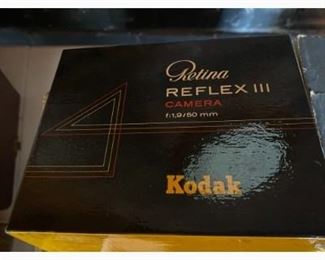 Retina
REFLEX III
CAMERA
f:1,9/50 mm
Kodak